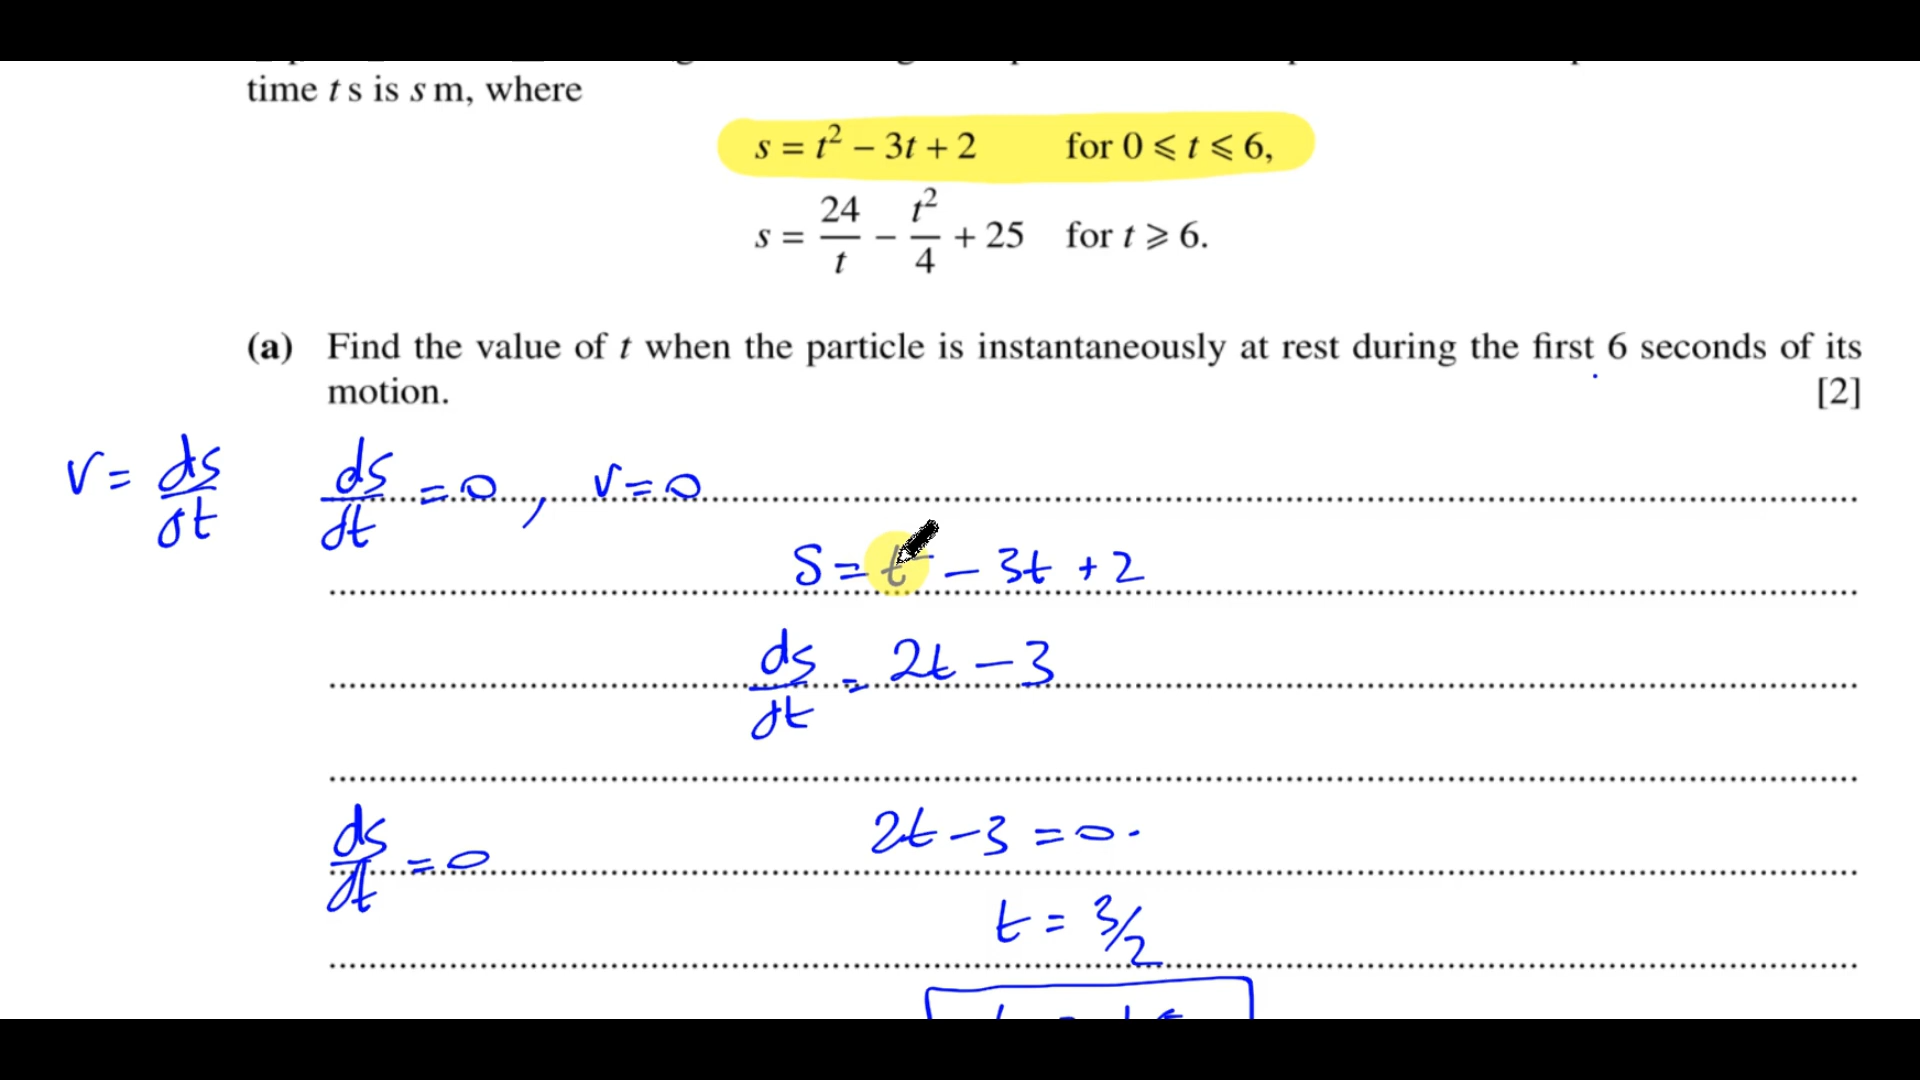 time t s is s m, where
s = t² − 3t + 2 for 0 ⩽ t ⩽ 6,
s = 24/t − t²/4 + 25 for t ⩾ 6.
(a) Find the value of t when the particle is instantaneously at rest during the first 6 seconds of its
motion. [2]
v = ds/dt ds/dt = 0 , v = 0
S = t² − 3t + 2
ds/dt = 2t − 3
ds/dt = 0 2t − 3 = 0 .
t = 3/2